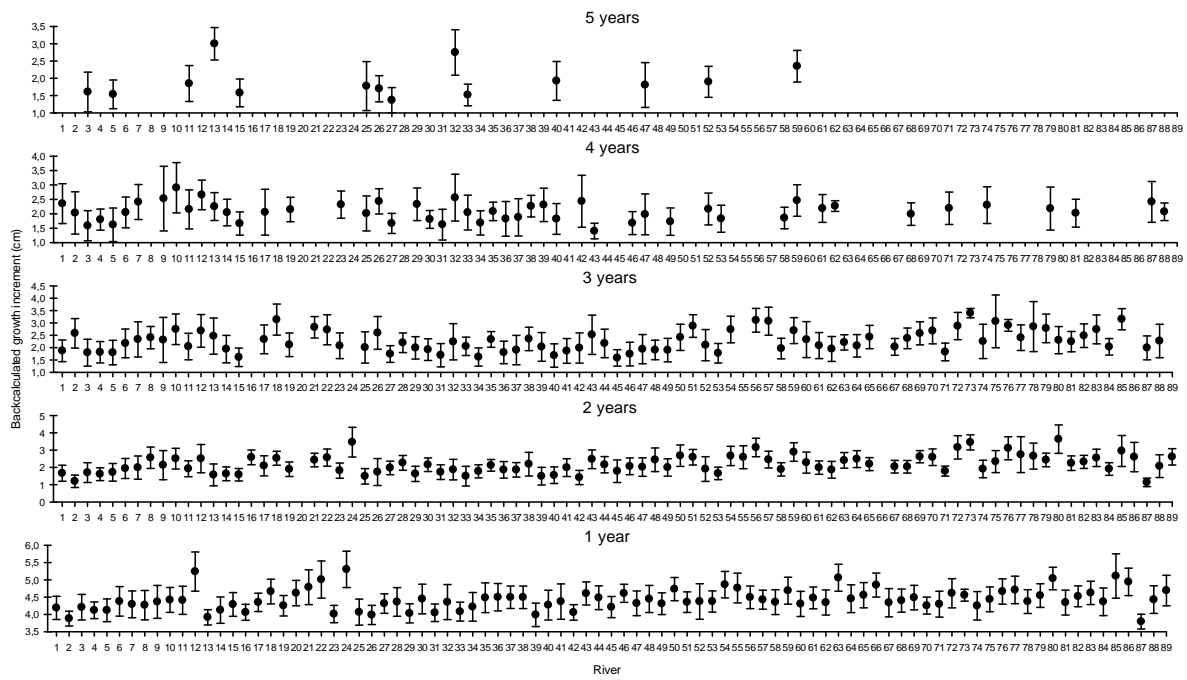 5 years
3,5
3,0
2,5
2,0
1,5
1,0
1 2 3 4 5 6 7 8 9 10 11 12 13 14 15 16 17 18 19 20 21 22 23 24 25 26 27 28 29 30 31 32 33 34 35 36 37 38 39 40 41 42 43 44 45 46 47 48 49 50 51 52 53 54 55 56 57 58 59 60 61 62 63 64 65 66 67 68 69 70 71 72 73 74 75 76 77 78 79 80 81 82 83 84 85 86 87 88 89
4 years
4,0
3,5
3,0
2,5
2,0
1,5
1,0
1 2 3 4 5 6 7 8 9 10 11 12 13 14 15 16 17 18 19 20 21 22 23 24 25 26 27 28 29 30 31 32 33 34 35 36 37 38 39 40 41 42 43 44 45 46 47 48 49 50 51 52 53 54 55 56 57 58 59 60 61 62 63 64 65 66 67 68 69 70 71 72 73 74 75 76 77 78 79 80 81 82 83 84 85 86 87 88 89
Backcalculated growth increment (cm)
3 years
4,5
4,0
3,5
3,0
2,5
2,0
1,5
1,0
1 2 3 4 5 6 7 8 9 10 11 12 13 14 15 16 17 18 19 20 21 22 23 24 25 26 27 28 29 30 31 32 33 34 35 36 37 38 39 40 41 42 43 44 45 46 47 48 49 50 51 52 53 54 55 56 57 58 59 60 61 62 63 64 65 66 67 68 69 70 71 72 73 74 75 76 77 78 79 80 81 82 83 84 85 86 87 88 89
2 years
5
4
3
2
1
0
1 2 3 4 5 6 7 8 9 10 11 12 13 14 15 16 17 18 19 20 21 22 23 24 25 26 27 28 29 30 31 32 33 34 35 36 37 38 39 40 41 42 43 44 45 46 47 48 49 50 51 52 53 54 55 56 57 58 59 60 61 62 63 64 65 66 67 68 69 70 71 72 73 74 75 76 77 78 79 80 81 82 83 84 85 86 87 88 89
1 year
6,0
5,5
5,0
4,5
4,0
3,5
1 2 3 4 5 6 7 8 9 10 11 12 13 14 15 16 17 18 19 20 21 22 23 24 25 26 27 28 29 30 31 32 33 34 35 36 37 38 39 40 41 42 43 44 45 46 47 48 49 50 51 52 53 54 55 56 57 58 59 60 61 62 63 64 65 66 67 68 69 70 71 72 73 74 75 76 77 78 79 80 81 82 83 84 85 86 87 88 89
River